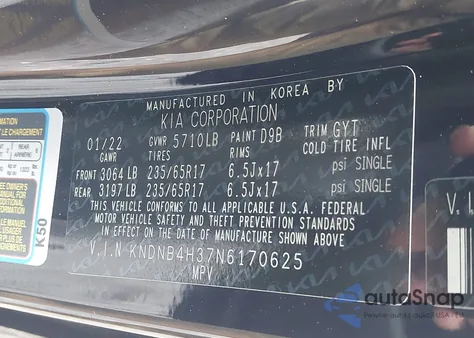 MANUFACTURED IN KOREA BY
KIA CORPORATION
01/22 GVWR 5710LB PAINT D9B TRIM GYT
GAWR TIRES RIMS COLD TIRE INFL
FRONT 3064 LB 235/65R17 6.5Jx17 psi SINGLE
REAR 3197 LB 235/65R17 6.5Jx17 psi SINGLE
THIS VEHICLE CONFORMS TO ALL APPLICABLE U.S.A. FEDERAL
MOTOR VEHICLE SAFETY AND THEFT PREVENTION STANDARDS
IN EFFECT ON THE DATE OF MANUFACTURE SHOWN ABOVE
V.I.N KNDNB4H37N6170625
MPV
K50
V. I.
autoSnap